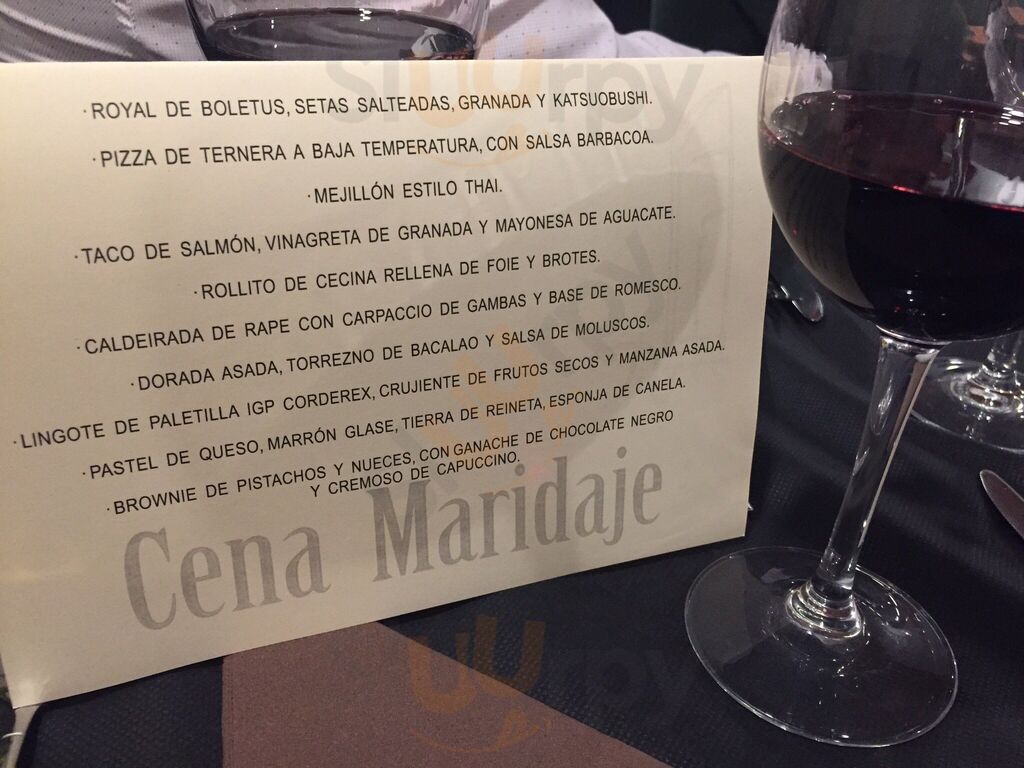 · ROYAL DE BOLETUS, SETAS SALTEADAS, GRANADA Y KATSUOBUSHI.
· PIZZA DE TERNERA A BAJA TEMPERATURA, CON SALSA BARBACOA.
· MEJILLÓN ESTILO THAI.
· TACO DE SALMÓN, VINAGRETA DE GRANADA Y MAYONESA DE AGUACATE.
· ROLLITO DE CECINA RELLENA DE FOIE Y BROTES.
· CALDEIRADA DE RAPE CON CARPACCIO DE GAMBAS Y BASE DE ROMESCO.
· DORADA ASADA, TORREZNO DE BACALAO Y SALSA DE MOLUSCOS.
· LINGOTE DE PALETILLA IGP CORDEREX, CRUJIENTE DE FRUTOS SECOS Y MANZANA ASADA.
· PASTEL DE QUESO, MARRÓN GLASE, TIERRA DE REINETA, ESPONJA DE CANELA.
· BROWNIE DE PISTACHOS Y NUECES, CON GANACHE DE CHOCOLATE NEGRO
Y CREMOSO DE CAPUCCINO.
Cena Maridaje
slUUrpy
UUrpy